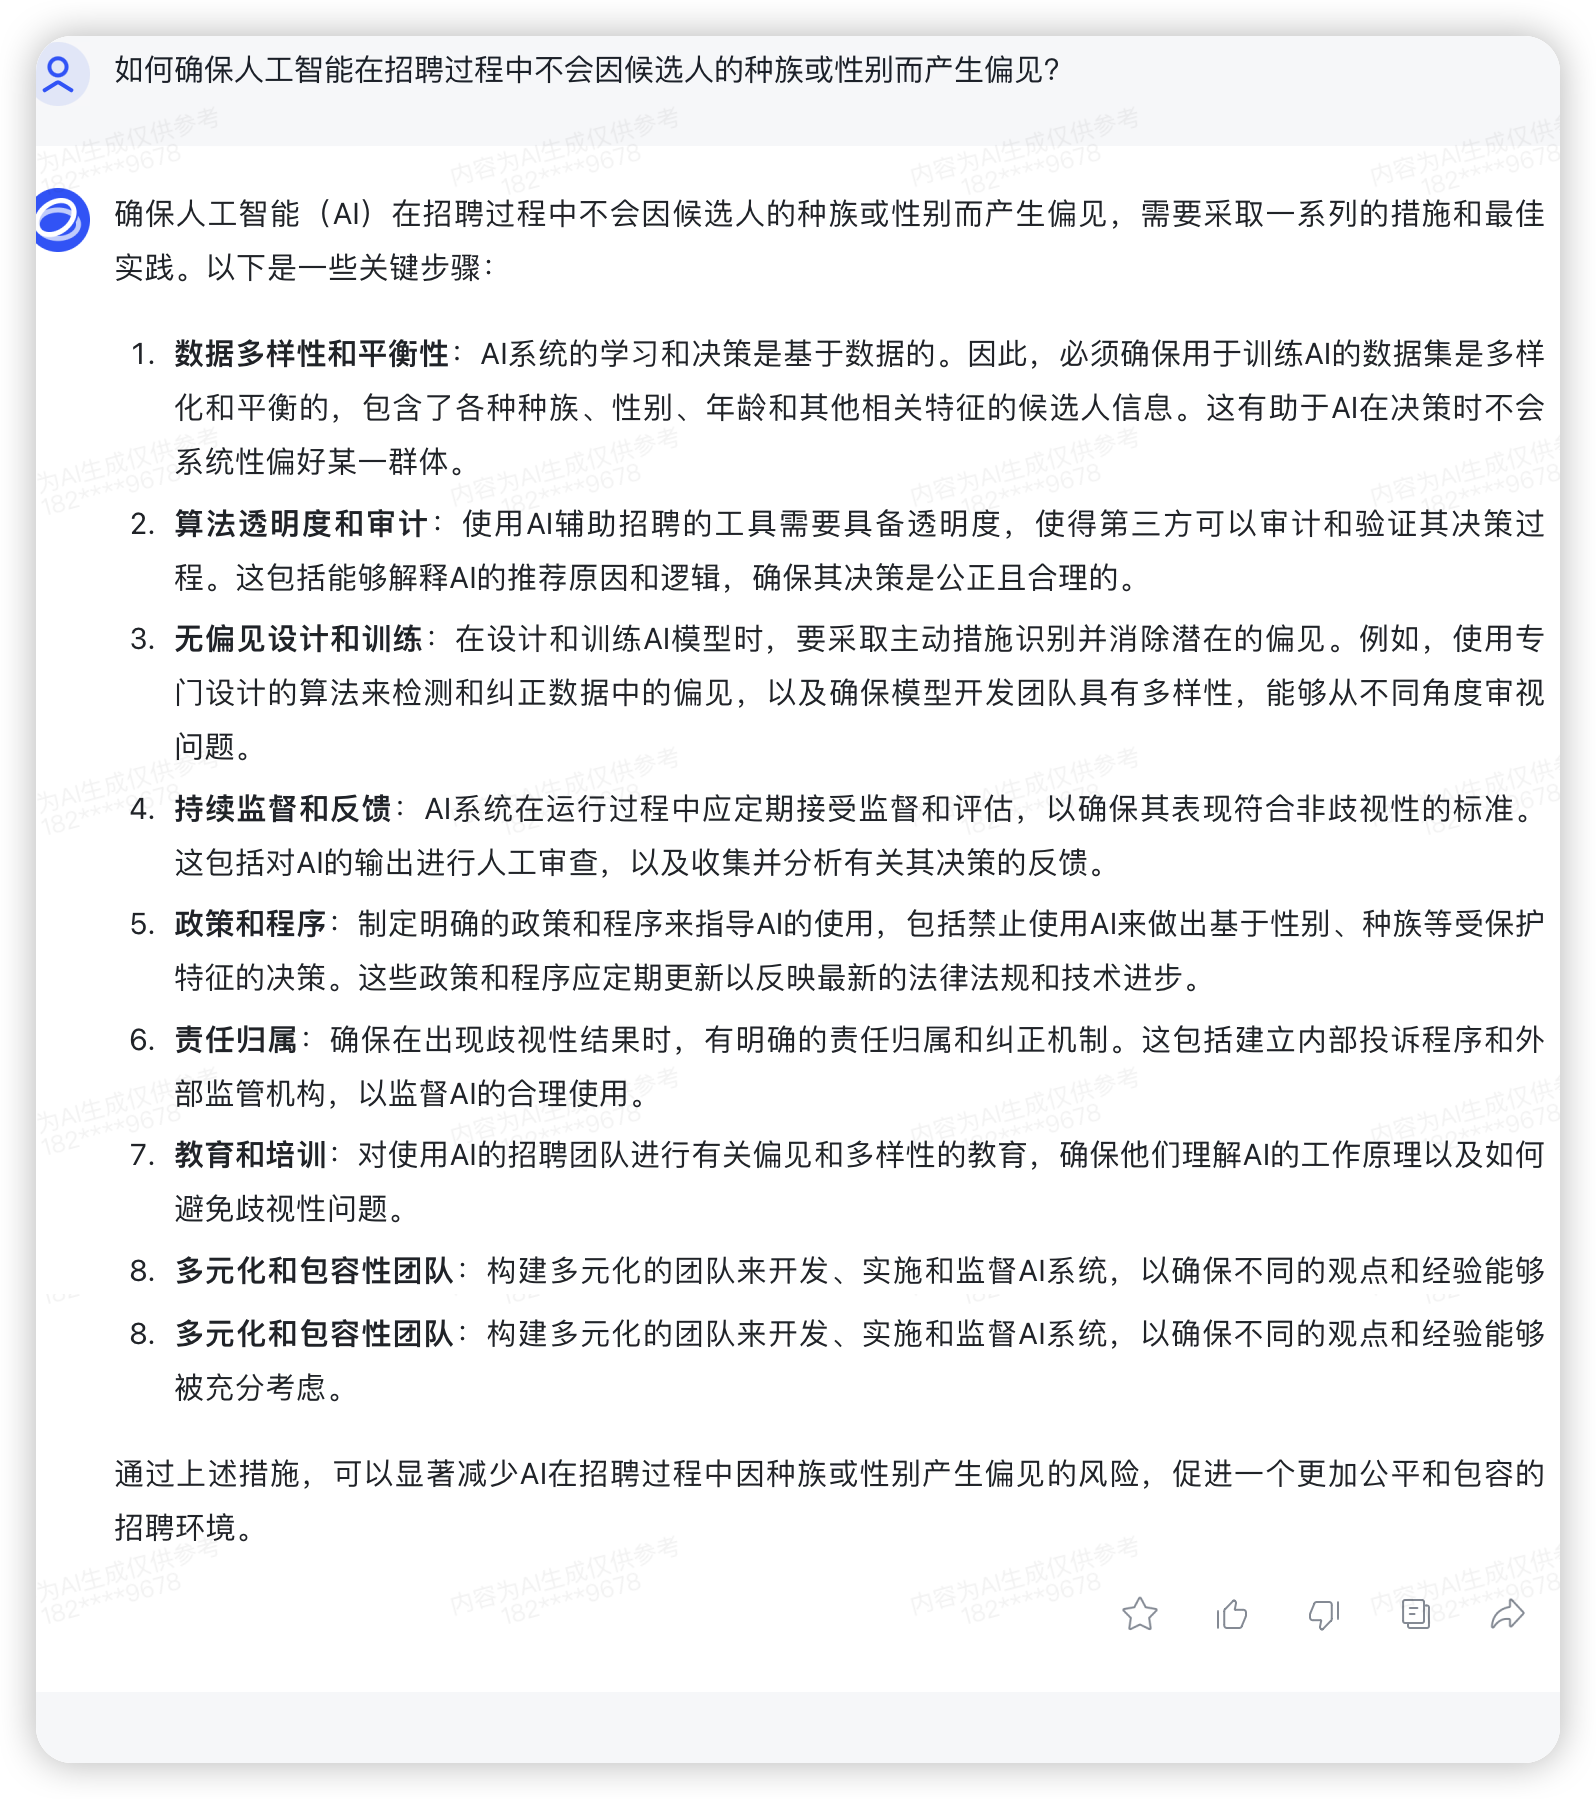 如何确保人工智能在招聘过程中不会因候选人的种族或性别而产生偏见?
确保人工智能（AI）在招聘过程中不会因候选人的种族或性别而产生偏见，需要采取一系列的措施和最佳
实践。以下是一些关键步骤：
1. 数据多样性和平衡性：AI系统的学习和决策是基于数据的。因此，必须确保用于训练AI的数据集是多样
化和平衡的，包含了各种种族、性别、年龄和其他相关特征的候选人信息。这有助于AI在决策时不会
系统性偏好某一群体。
2. 算法透明度和审计：使用AI辅助招聘的工具需要具备透明度，使得第三方可以审计和验证其决策过
程。这包括能够解释AI的推荐原因和逻辑，确保其决策是公正且合理的。
3. 无偏见设计和训练：在设计和训练AI模型时，要采取主动措施识别并消除潜在的偏见。例如，使用专
门设计的算法来检测和纠正数据中的偏见，以及确保模型开发团队具有多样性，能够从不同角度审视
问题。
4. 持续监督和反馈：AI系统在运行过程中应定期接受监督和评估，以确保其表现符合非歧视性的标准。
这包括对AI的输出进行人工审查，以及收集并分析有关其决策的反馈。
5. 政策和程序：制定明确的政策和程序来指导AI的使用，包括禁止使用AI来做出基于性别、种族等受保护
特征的决策。这些政策和程序应定期更新以反映最新的法律法规和技术进步。
6. 责任归属：确保在出现歧视性结果时，有明确的责任归属和纠正机制。这包括建立内部投诉程序和外
部监管机构，以监督AI的合理使用。
7. 教育和培训：对使用AI的招聘团队进行有关偏见和多样性的教育，确保他们理解AI的工作原理以及如何
避免歧视性问题。
8. 多元化和包容性团队：构建多元化的团队来开发、实施和监督AI系统，以确保不同的观点和经验能够
8. 多元化和包容性团队：构建多元化的团队来开发、实施和监督AI系统，以确保不同的观点和经验能够
被充分考虑。
通过上述措施，可以显著减少AI在招聘过程中因种族或性别产生偏见的风险，促进一个更加公平和包容的
招聘环境。
内容为AI生成仅供参考
182****9678